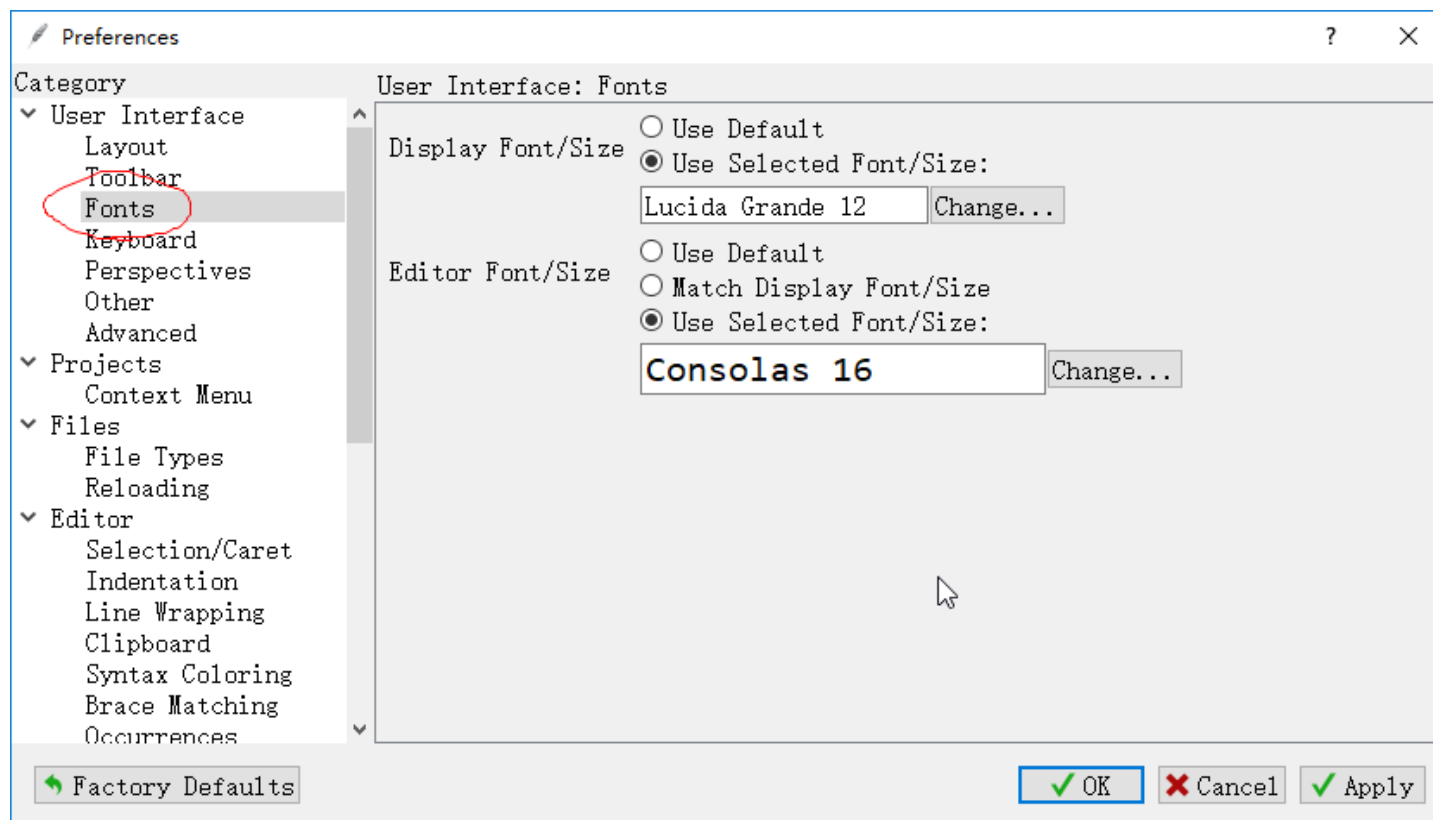 Preferences
?
Category
User Interface
Layout
Toolbar
Fonts
Keyboard
Perspectives
Other
Advanced
Projects
Context Menu
Files
File Types
Reloading
Editor
Selection/Caret
Indentation
Line Wrapping
Clipboard
Syntax Coloring
Brace Matching
Occurrences
User Interface: Fonts
Display Font/Size
Use Default
Use Selected Font/Size:
Lucida Grande 12 Change...
Editor Font/Size
Use Default
Match Display Font/Size
Use Selected Font/Size:
Consolas 16 Change...
Factory Defaults OK Cancel Apply